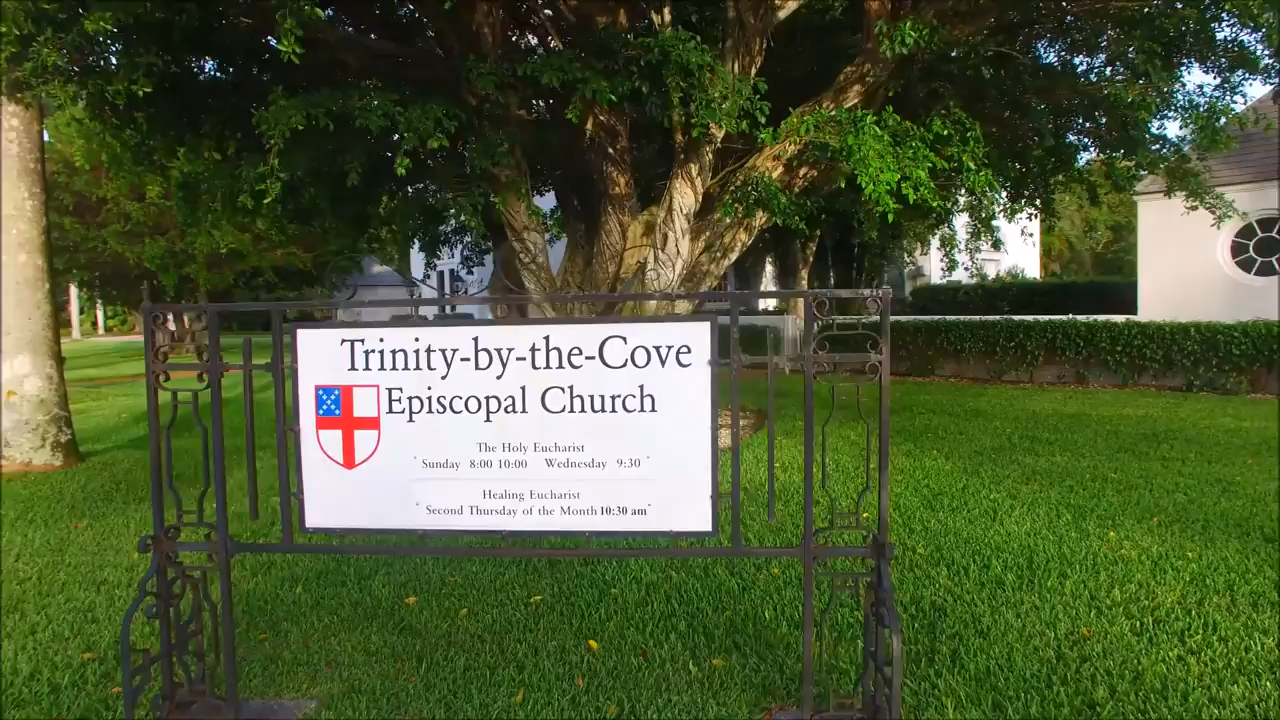 Trinity-by-the-Cove
Episcopal Church
The Holy Eucharist
Sunday 8:00 10:00 Wednesday 9:30
Healing Eucharist
Second Thursday of the Month 10:30 am